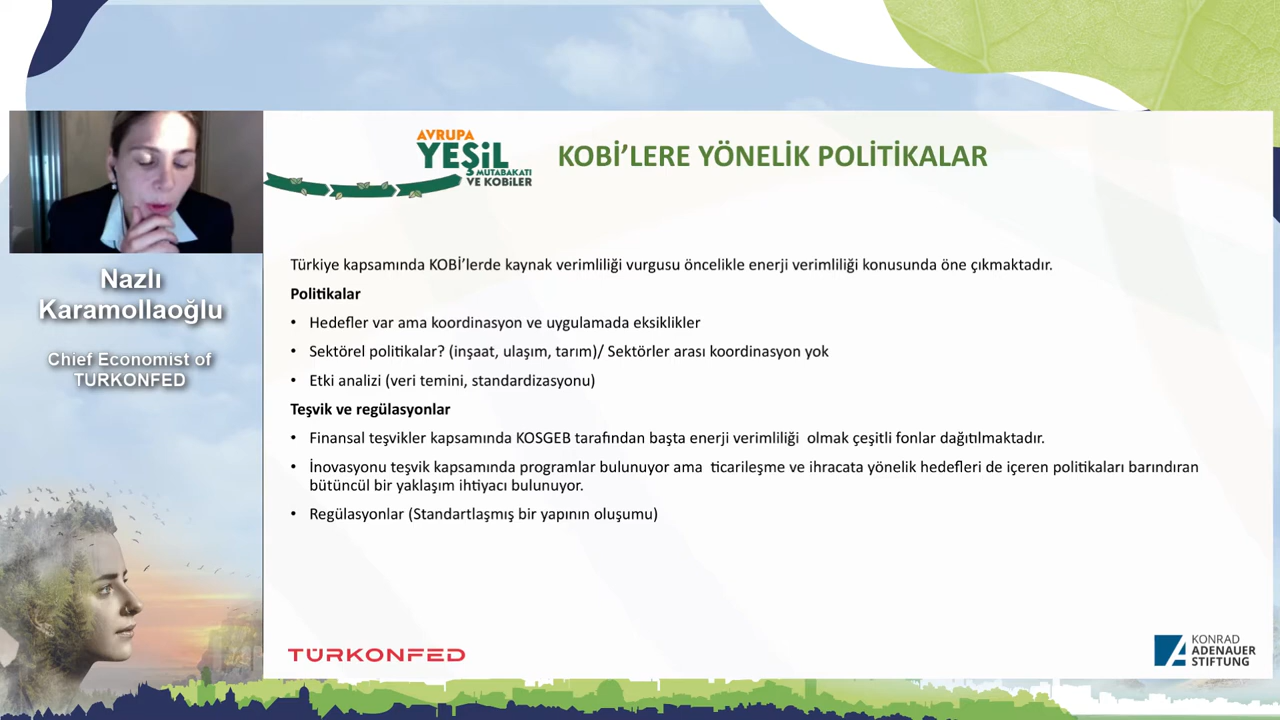 AVRUPA
YEŞİL
MUTABAKATI
VE KOBİLER
KOBİ'LERE YÖNELİK POLİTİKALAR
Nazlı
Karamollaoğlu
Chief Economist of
TURKONFED
Türkiye kapsamında KOBİ'lerde kaynak verimliliği vurgusu öncelikle enerji verimliliği konusunda öne çıkmaktadır.
Politikalar
• Hedefler var ama koordinasyon ve uygulamada eksiklikler
• Sektörel politikalar? (inşaat, ulaşım, tarım)/ Sektörler arası koordinasyon yok
• Etki analizi (veri temini, standardizasyonu)
Teşvik ve regülasyonlar
• Finansal teşvikler kapsamında KOSGEB tarafından başta enerji verimliliği olmak çeşitli fonlar dağıtılmaktadır.
• İnovasyonu teşvik kapsamında programlar bulunuyor ama ticarileşme ve ihracata yönelik hedefleri de içeren politikaları barındıran
bütüncül bir yaklaşım ihtiyacı bulunuyor.
• Regülasyonlar (Standartlaşmış bir yapının oluşumu)
TÜRKONFED
KONRAD
ADENAUER
STIFTUNG